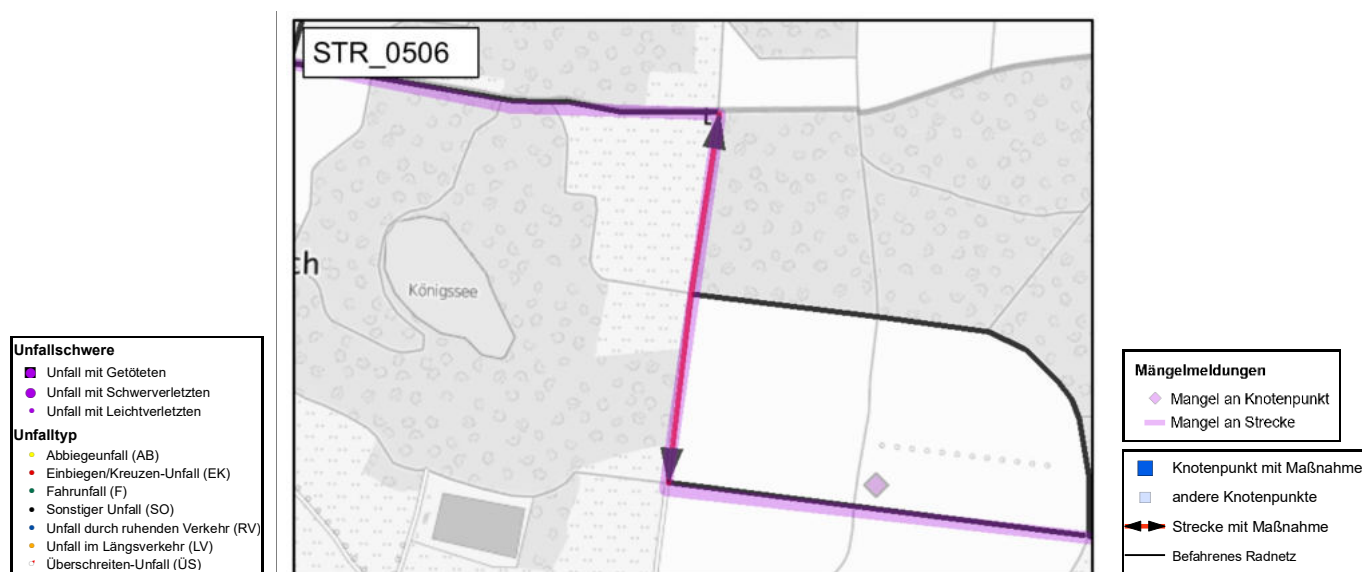 STR_0506
ch
Königssee
Unfallschwere
Unfall mit Getöteten
Unfall mit Schwerverletzten
Unfall mit Leichtverletzten
Unfalltyp
Abbiegeunfall (AB)
Einbiegen/Kreuzen-Unfall (EK)
Fahrunfall (F)
Sonstiger Unfall (SO)
Unfall durch ruhenden Verkehr (RV)
Unfall im Längsverkehr (LV)
Überschreiten-Unfall (ÜS)
Mängelmeldungen
Mangel an Knotenpunkt
Mangel an Strecke
Knotenpunkt mit Maßnahme
andere Knotenpunkte
Strecke mit Maßnahme
Befahrenes Radnetz